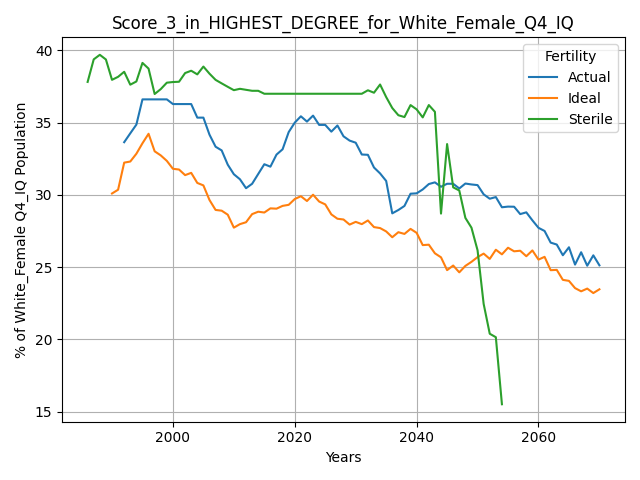 Score_3_in_HIGHEST_DEGREE_for_White_Female_Q4_IQ
% of White_Female Q4_IQ Population
40
35
30
25
20
15
Fertility
Actual
Ideal
Sterile
2000
2020
2040
2060
Years